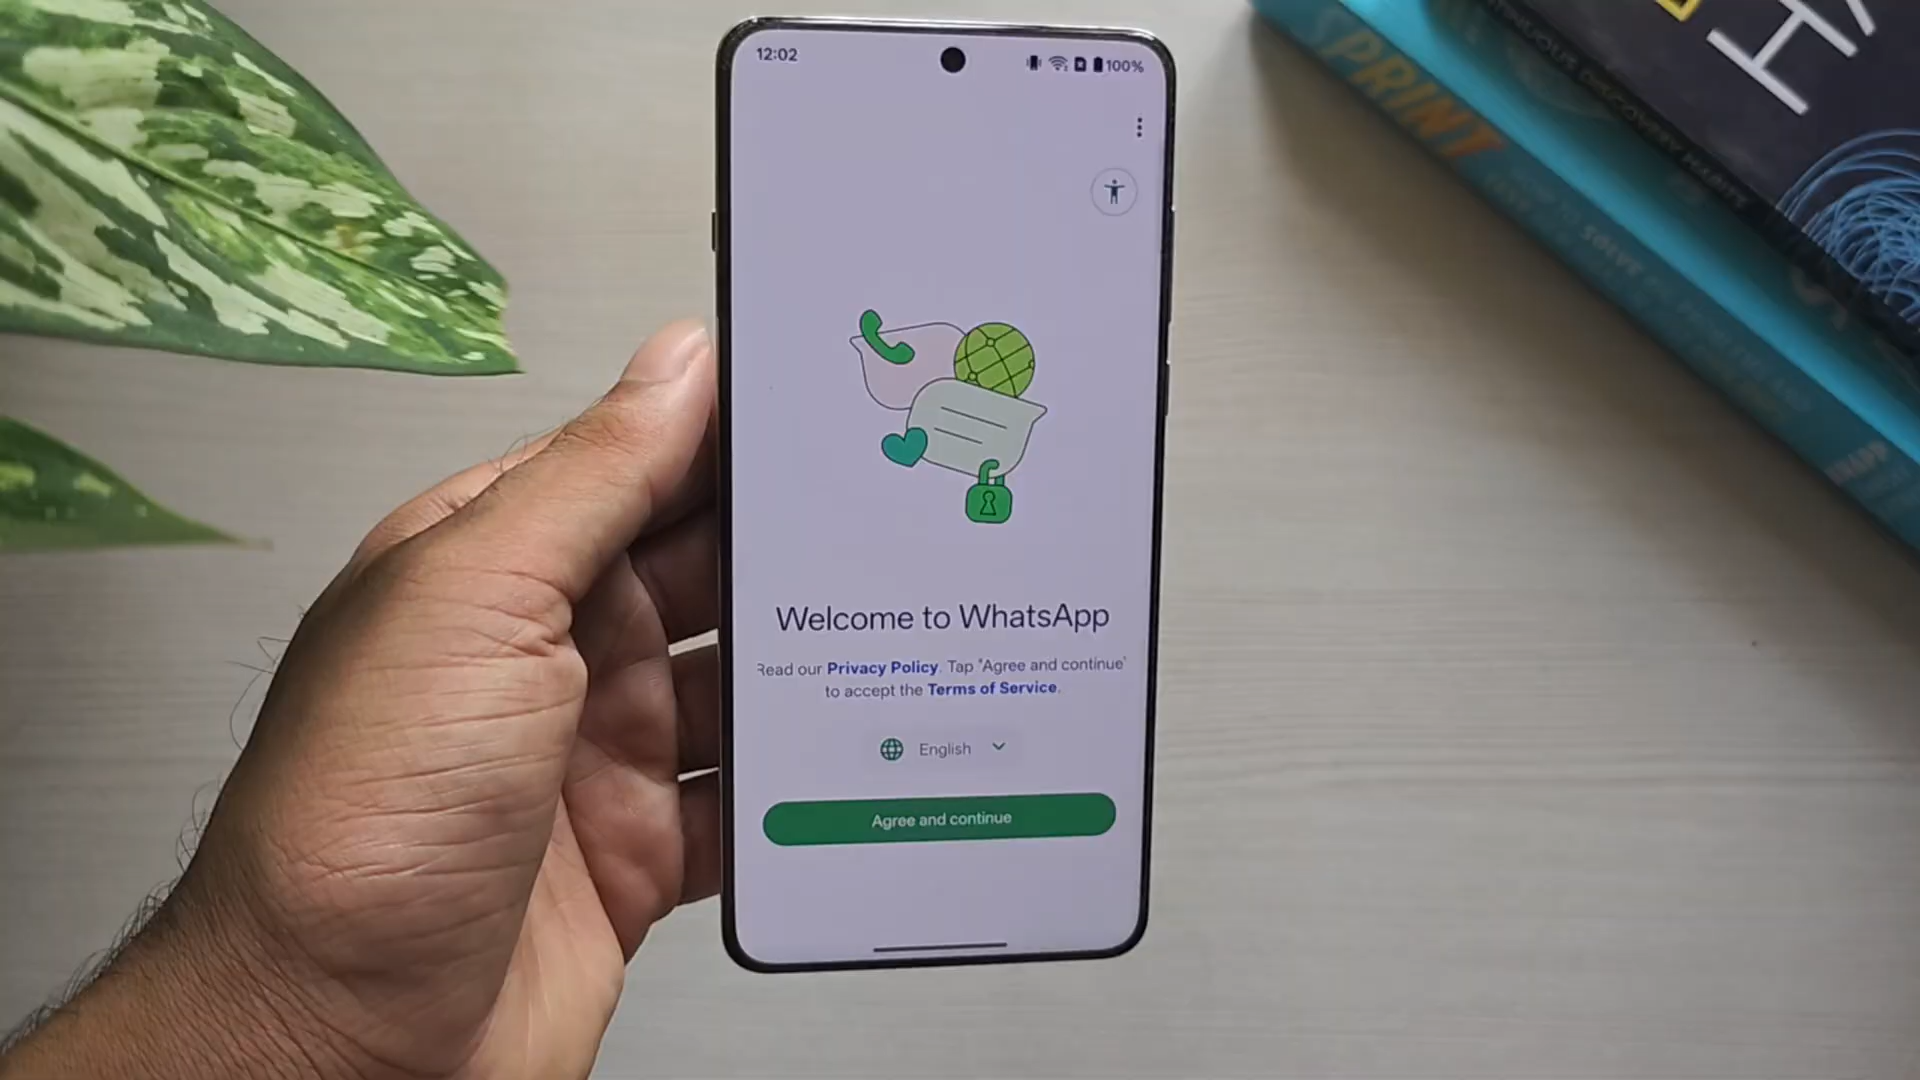 12:02
100%
Welcome to WhatsApp
Read our Privacy Policy. Tap "Agree and continue"
to accept the Terms of Service.
English
Agree and continue
SPRINT